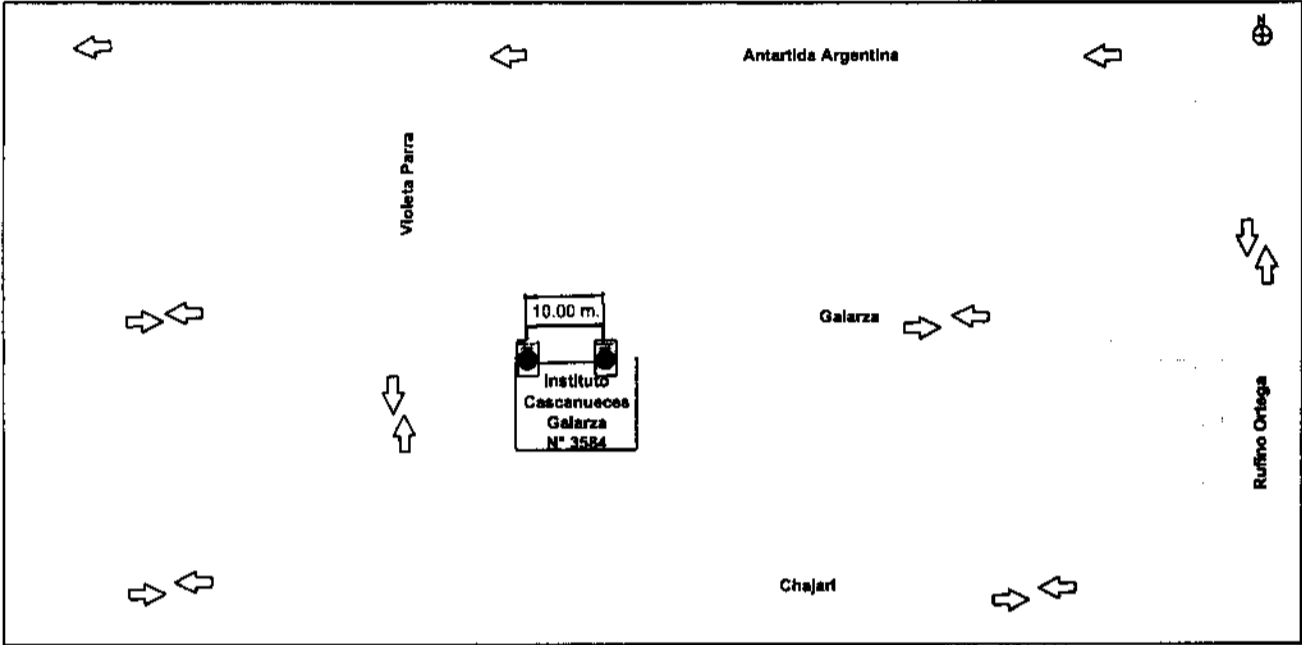 N
Antartida Argentina
Violeta Parra
10.00 m.
Galarza
Instituto
Cascanueces
Galarza
N° 3584
Rufino Ortega
Chajari